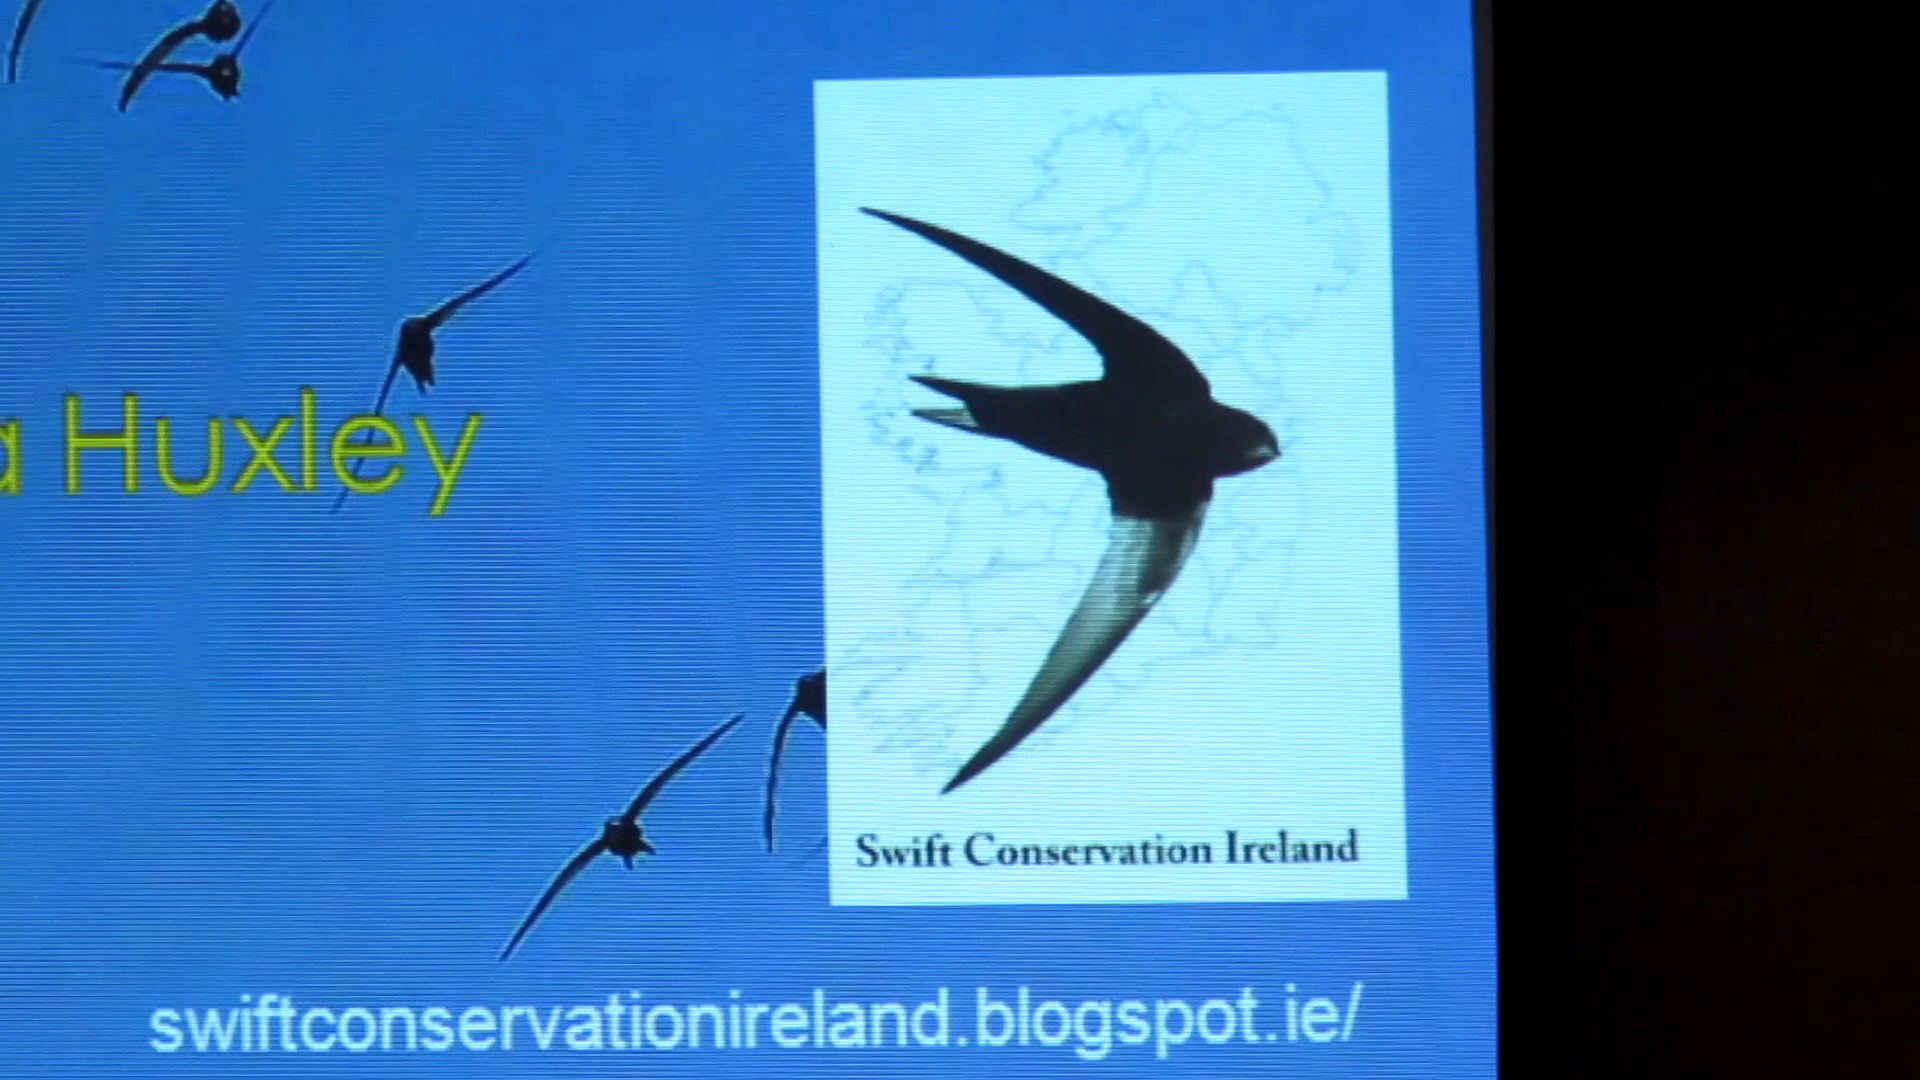 Huxley
Swift Conservation Ireland
swiftconservationireland.blogspot.ie/